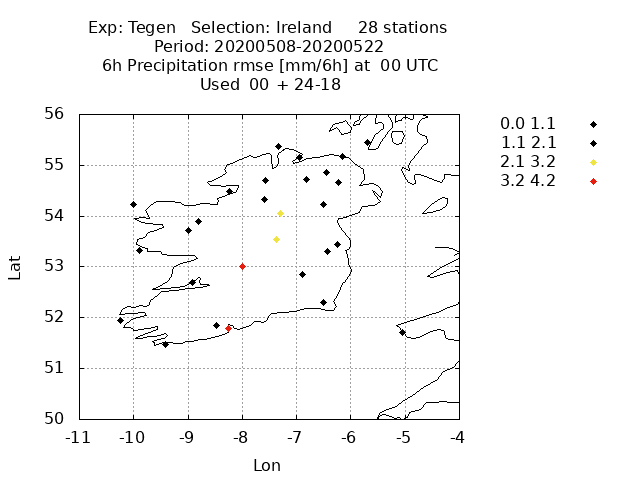 Exp: Tegen Selection: Ireland 28 stations
Period: 20200508-20200522
6h Precipitation rmse [mm/6h] at 00 UTC
Used 00 + 24-18
0.0 1.1
1.1 2.1
2.1 3.2
3.2 4.2
56
55
54
53
52
51
50
Lat
-11 -10 -9 -8 -7 -6 -5 -4
Lon